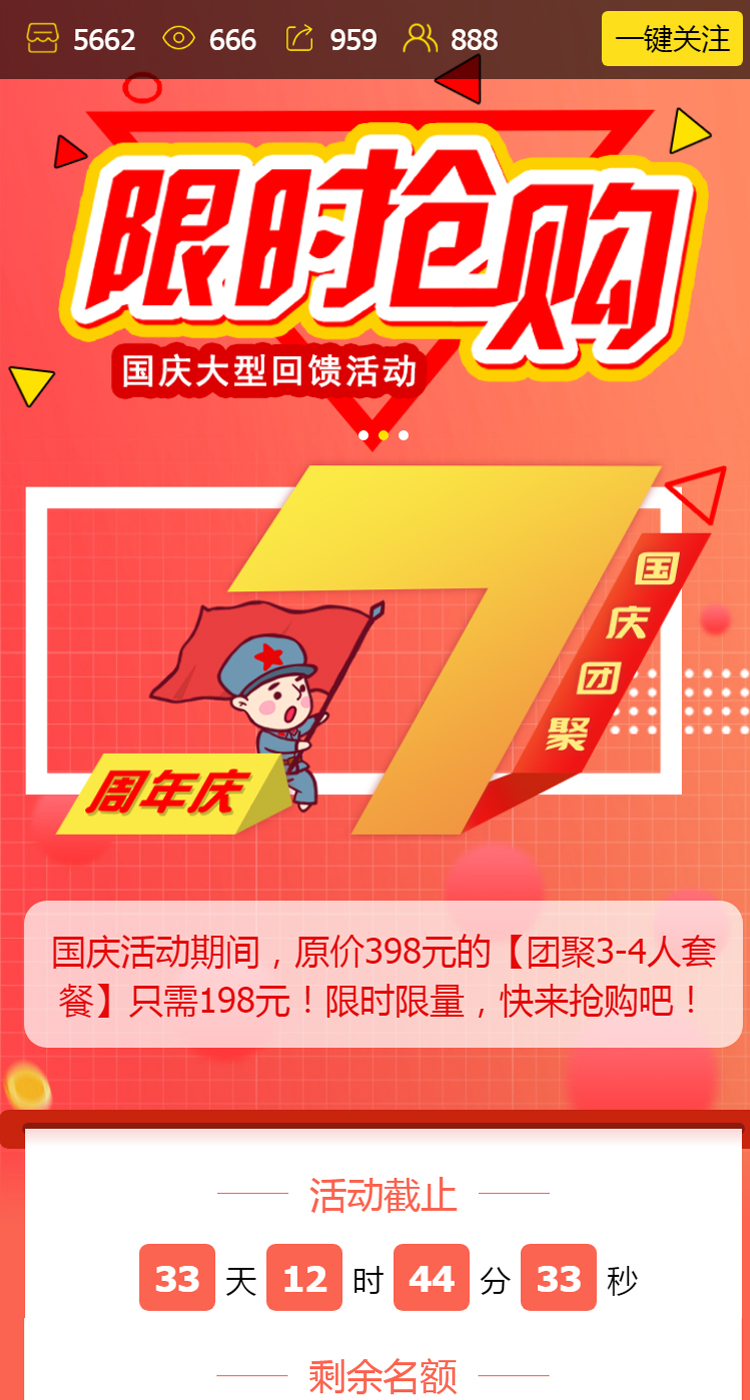 5662 666 959 888 一键关注
限时抢购
国庆大型回馈活动
国庆团聚
周年庆
国庆活动期间，原价398元的【团聚3-4人套
餐】只需198元！限时限量，快来抢购吧！
活动截止
33 天 12 时 44 分 33 秒
剩余名额